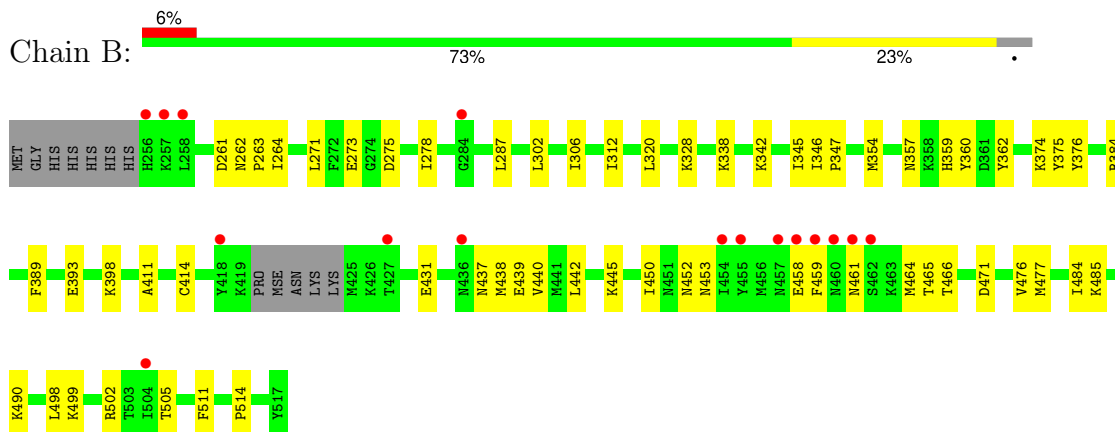 6%
Chain B:
73% 23% •
MET GLY HIS HIS HIS HIS HIS HIS H256 K257 L258 D261 N262 P263 I264 L271 F272 E273 G274 D275 I278 G284 L287 L302 I306 I312 L320 K328 K338 K342 I345 I346 P347 M354 N357 K358 H359 Y360 D361 Y362 K374 Y375 Y376
F389 E393 K398 A411 C414 Y418 K419 PRO MSE ASN LYS LYS M425 K426 T427 E431 N436 N437 M438 E439 V440 M441 L442 K445 I450 N451 N452 N453 I454 Y455 M456 N457 E458 F459 N460 N461 S462 K463 M464 T465 T466 D471 V476 M477 I484 K485
K490 L498 K499 R502 T503 I504 T505 F511 P514 Y517